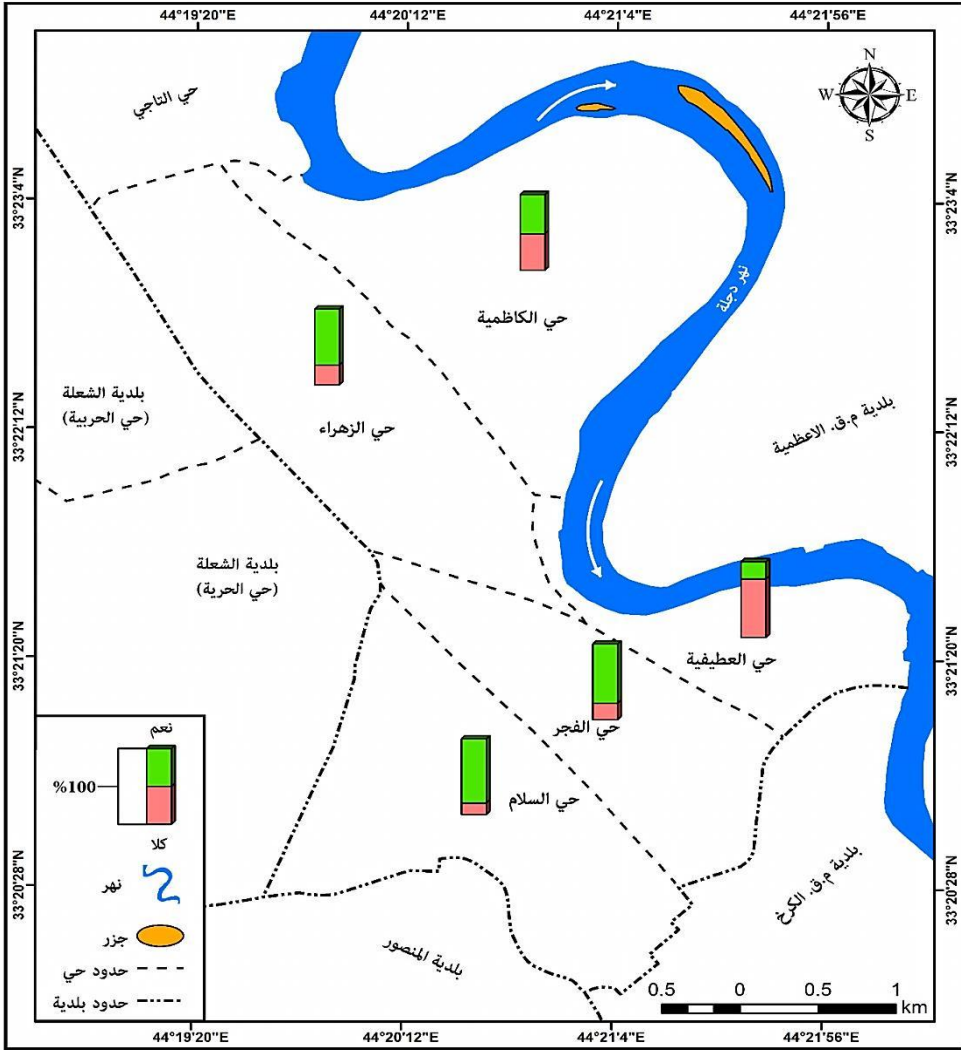 44°19'20"E
44°20'12"E
44°21'4"E
44°21'56"E
33°23'4"N
33°22'12"N
33°21'20"N
33°20'28"N
33°23'4"N
33°22'12"N
33°21'20"N
33°20'28"N
N
W
E
S
حي التاجي
نهر دجلة
حي الكاظمية
بلدية الشعلة
(حي الحربية)
حي الزهراء
بلدية م.ق. الاعظمية
بلدية الشعلة
(حي الحرية)
حي العطيفية
حي الفجر
حي السلام
بلدية م.ق. الكرخ
بلدية المنصور
نعم
%100
كلا
نهر
جزر
حدود حي
حدود بلدية
0.5
0
0.5
1
km
44°19'20"E
44°20'12"E
44°21'4"E
44°21'56"E